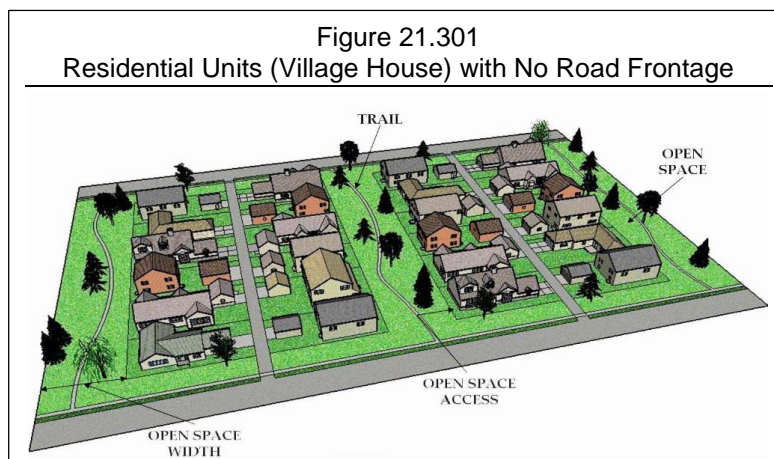 Figure 21.301
Residential Units (Village House) with No Road Frontage
TRAIL
OPEN
SPACE
OPEN SPACE
ACCESS
OPEN SPACE
WIDTH